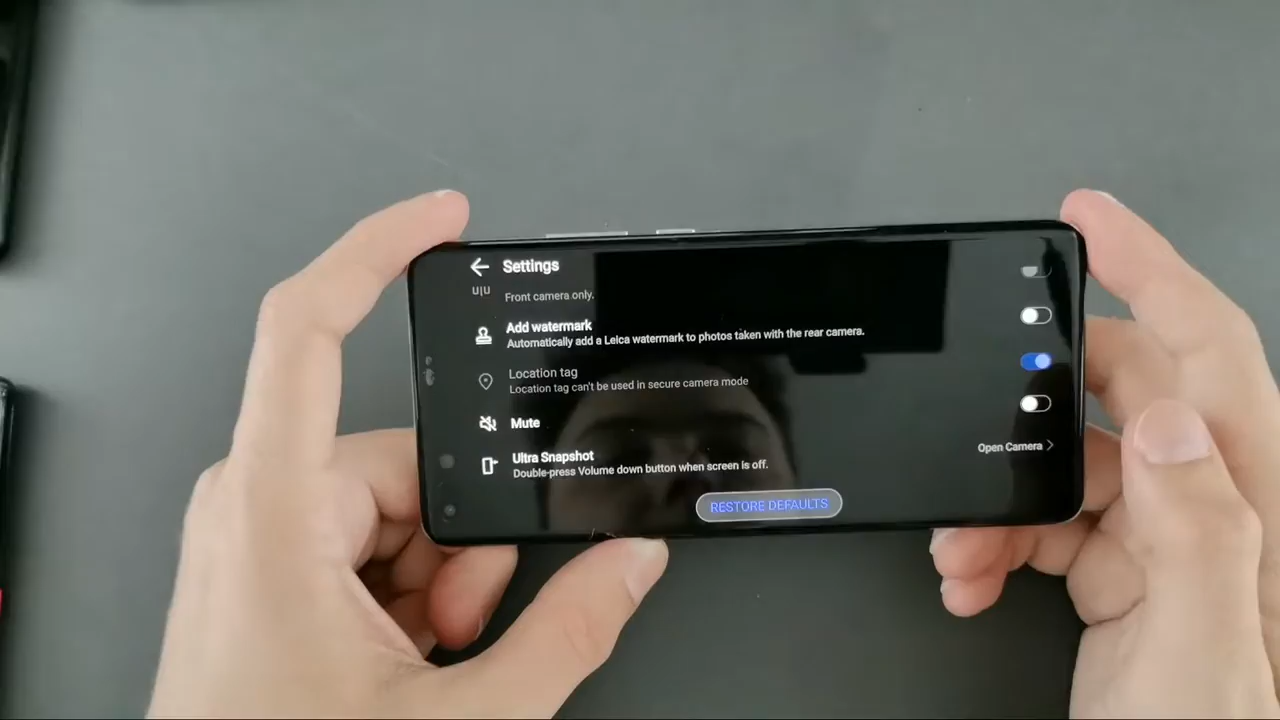 Settings
Front camera only.
Add watermark
Automatically add a Leica watermark to photos taken with the rear camera.
Location tag
Location tag can't be used in secure camera mode
Mute
Ultra Snapshot
Double-press Volume down button when screen is off.
Open Camera
RESTORE DEFAULTS